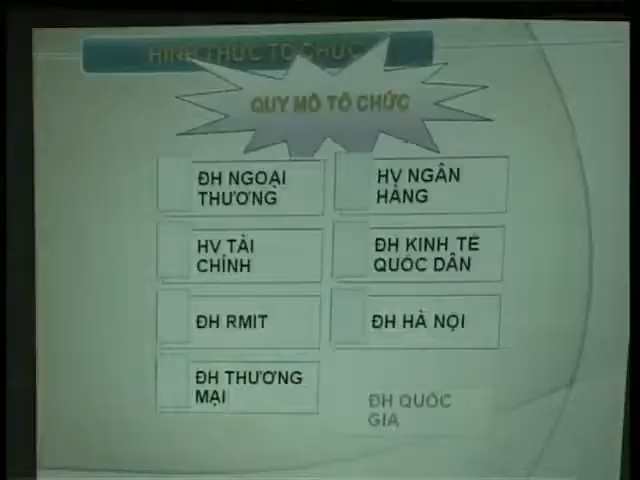 HÌNH THỨC TỔ CHỨC
QUY MÔ TỔ CHỨC
ĐH NGOẠI
THƯƠNG
HV NGÂN
HÀNG
HV TÀI
CHÍNH
ĐH KINH TẾ
QUỐC DÂN
ĐH RMIT
ĐH HÀ NỘI
ĐH THƯƠNG
MẠI
ĐH QUỐC
GIA